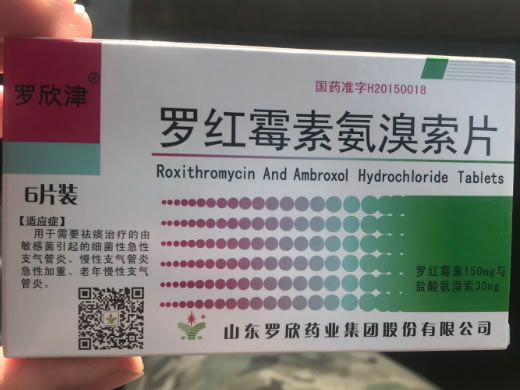 罗欣津®
国药准字H20150018
罗红霉素氨溴索片
Roxithromycin And Ambroxol Hydrochloride Tablets
6片装
【适应症】
用于需要祛痰治疗的由
敏感菌引起的细菌性急性
支气管炎、慢性支气管炎
急性加重、老年慢性支气
管炎。
罗红霉素150mg与
盐酸氨溴索30mg
山东罗欣药业集团股份有限公司